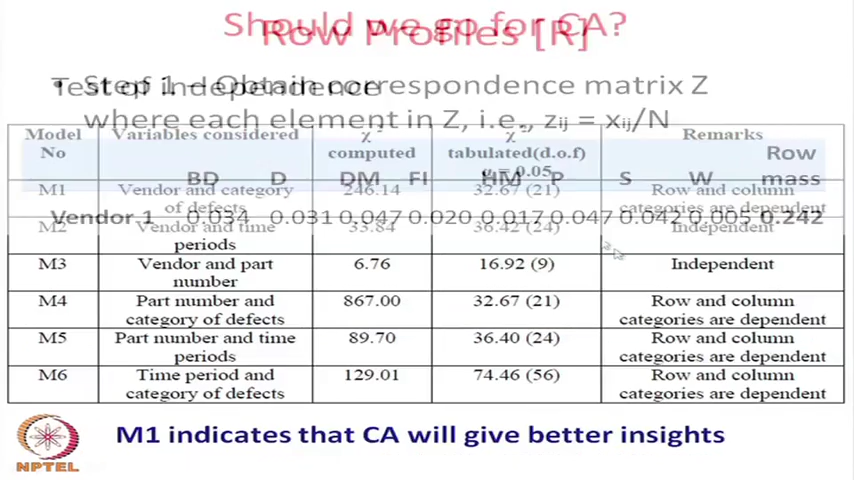 Should we go for CA?
Row Profiles [R]
Test of Independence
• Step 1 – Obtain correspondence matrix Z
where each element in Z, i.e., zij = xij/N
Model No Variables considered χ² computed χ² tabulated(d.o.f) α = 0.05 Remarks
BD D DM FI HM P S W Row mass
M1 Vendor and category of defects 246.14 32.67 (21) Row and column categories are dependent
Vendor 1 0.034 0.031 0.047 0.020 0.017 0.047 0.042 0.005 0.242
M2 Vendor and time periods 33.84 36.42 (24) Independent
M3 Vendor and part number 6.76 16.92 (9) Independent
M4 Part number and category of defects 867.00 32.67 (21) Row and column categories are dependent
M5 Part number and time periods 89.70 36.40 (24) Row and column categories are dependent
M6 Time period and category of defects 129.01 74.46 (56) Row and column categories are dependent
M1 indicates that CA will give better insights
NPTEL